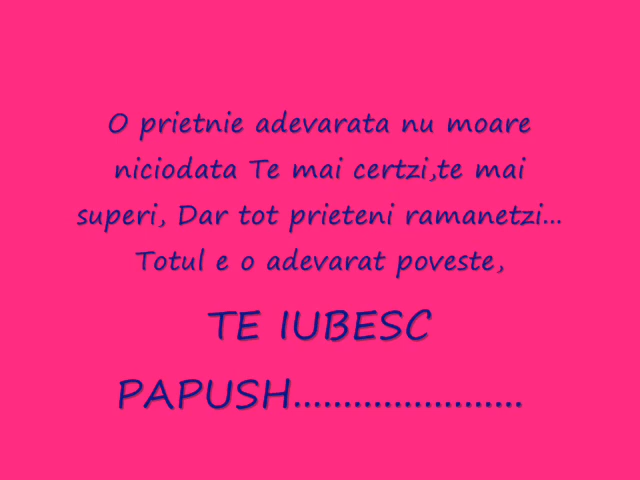 O prietnie adevarata nu moare
niciodata Te mai certzi,te mai
superi, Dar tot prieteni ramanetzi...
Totul e o adevarat poveste,
TE IUBESC
PAPUSH.......................